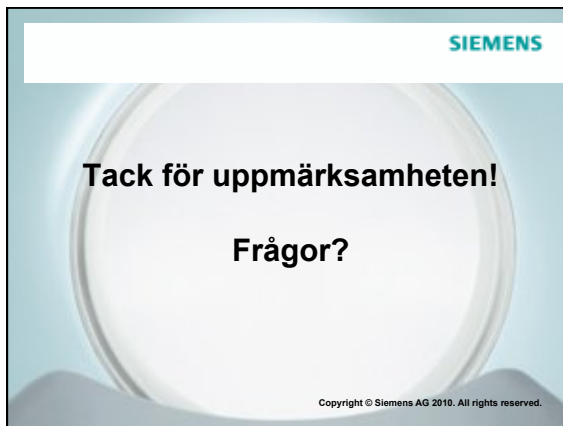 SIEMENS
Tack för uppmärksamheten!
Frågor?
Copyright © Siemens AG 2010. All rights reserved.